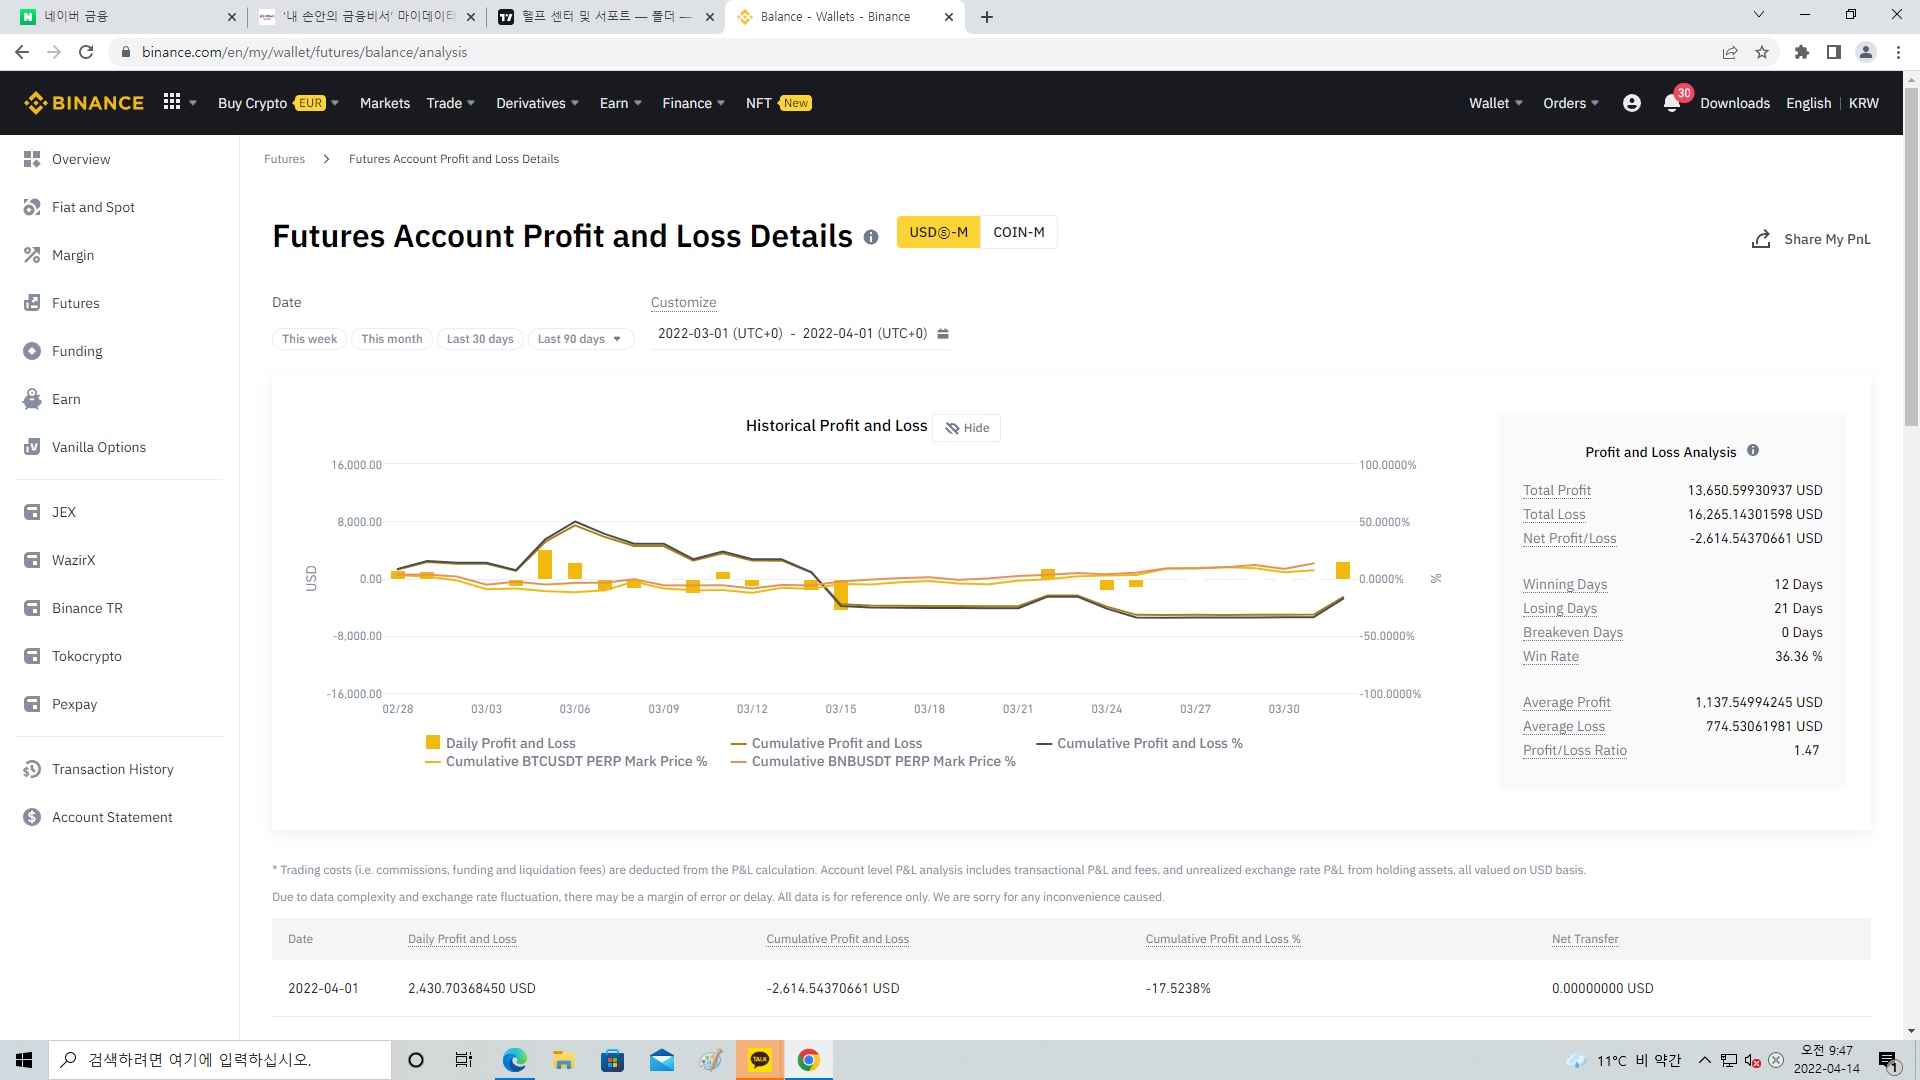 네이버 금융
'내 손안의 금융비서' 마이데이터
헬프 센터 및 서포트 — 폴더 —
Balance - Wallets - Binance
binance.com/en/my/wallet/futures/balance/analysis
BINANCE
Buy Crypto EUR
Markets
Trade
Derivatives
Earn
Finance
NFT New
Wallet
Orders
30
Downloads
English | KRW
Overview
Fiat and Spot
Margin
Futures
Funding
Earn
Vanilla Options
JEX
WazirX
Binance TR
Tokocrypto
Pexpay
Transaction History
Account Statement
Futures > Futures Account Profit and Loss Details
Futures Account Profit and Loss Details
USDⓈ-M
COIN-M
Share My PnL
Date
This week
This month
Last 30 days
Last 90 days
Customize
2022-03-01 (UTC+0) - 2022-04-01 (UTC+0)
Historical Profit and Loss
Hide
USD
16,000.00
8,000.00
0.00
-8,000.00
-16,000.00
100.0000%
50.0000%
0.0000%
-50.0000%
-100.0000%
%
02/28 03/03 03/06 03/09 03/12 03/15 03/18 03/21 03/24 03/27 03/30
Daily Profit and Loss
Cumulative Profit and Loss
Cumulative Profit and Loss %
Cumulative BTCUSDT PERP Mark Price %
Cumulative BNBUSDT PERP Mark Price %
Profit and Loss Analysis
Total Profit 13,650.59930937 USD
Total Loss 16,265.14301598 USD
Net Profit/Loss -2,614.54370661 USD
Winning Days 12 Days
Losing Days 21 Days
Breakeven Days 0 Days
Win Rate 36.36 %
Average Profit 1,137.54994245 USD
Average Loss 774.53061981 USD
Profit/Loss Ratio 1.47
* Trading costs (i.e. commissions, funding and liquidation fees) are deducted from the P&L calculation. Account level P&L analysis includes transactional P&L and fees, and unrealized exchange rate P&L from holding assets, all valued on USD basis.
Due to data complexity and exchange rate fluctuation, there may be a margin of error or delay. All data is for reference only. We are sorry for any inconvenience caused.
Date Daily Profit and Loss Cumulative Profit and Loss Cumulative Profit and Loss % Net Transfer
2022-04-01 2,430.70368450 USD -2,614.54370661 USD -17.5238% 0.00000000 USD
검색하려면 여기에 입력하십시오.
TALK
11°C 비 약간
오전 9:47
2022-04-14
1